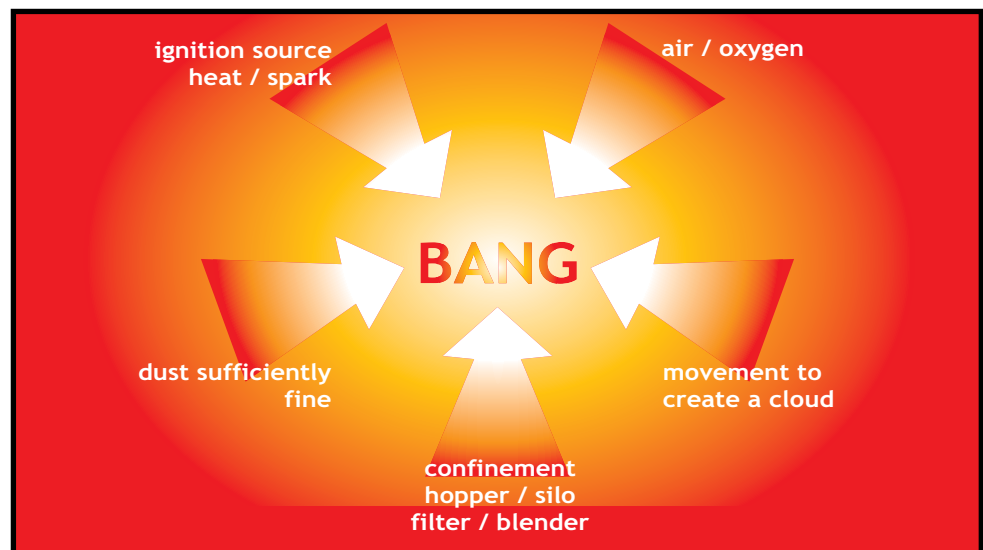 ignition source
heat / spark
air / oxygen
BANG
dust sufficiently
fine
movement to
create a cloud
confinement
hopper / silo
filter / blender